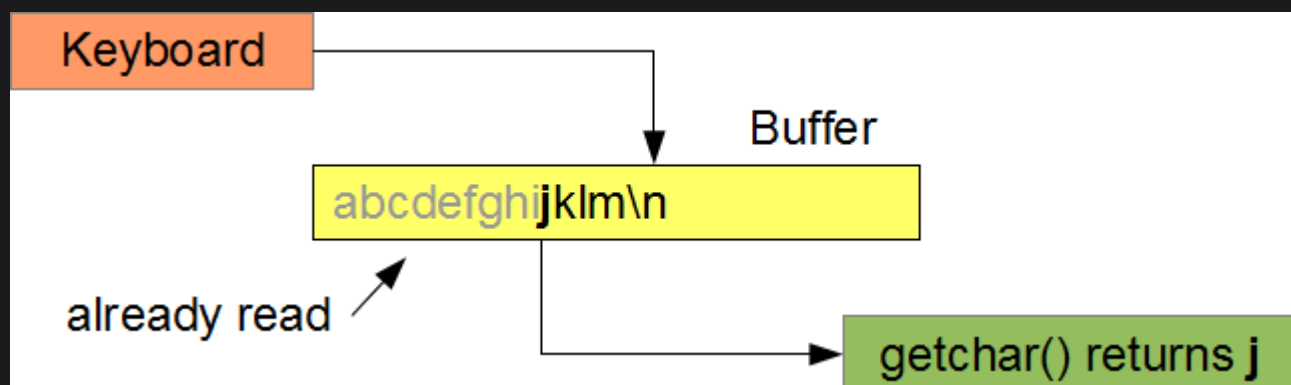 Keyboard
Buffer
abcdefghijklm\n
already read
getchar() returns j